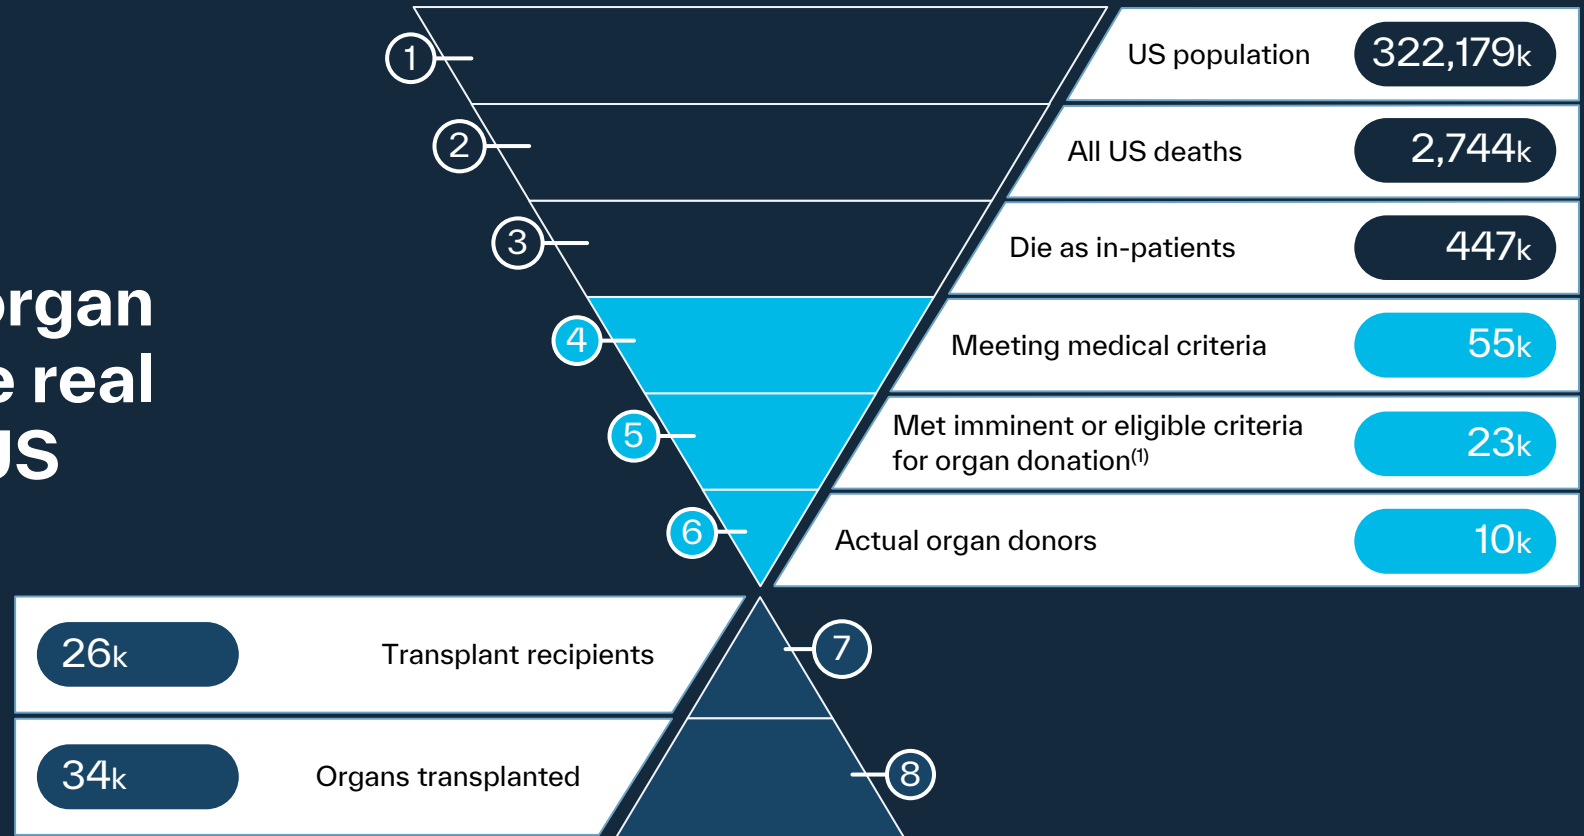 1
US population
322,179k
2
All US deaths
2,744k
3
Die as in-patients
447k
organ
real
US
4
Meeting medical criteria
55k
5
Met imminent or eligible criteria
for organ donation(1)
23k
6
Actual organ donors
10k
26k
Transplant recipients
7
34k
Organs transplanted
8